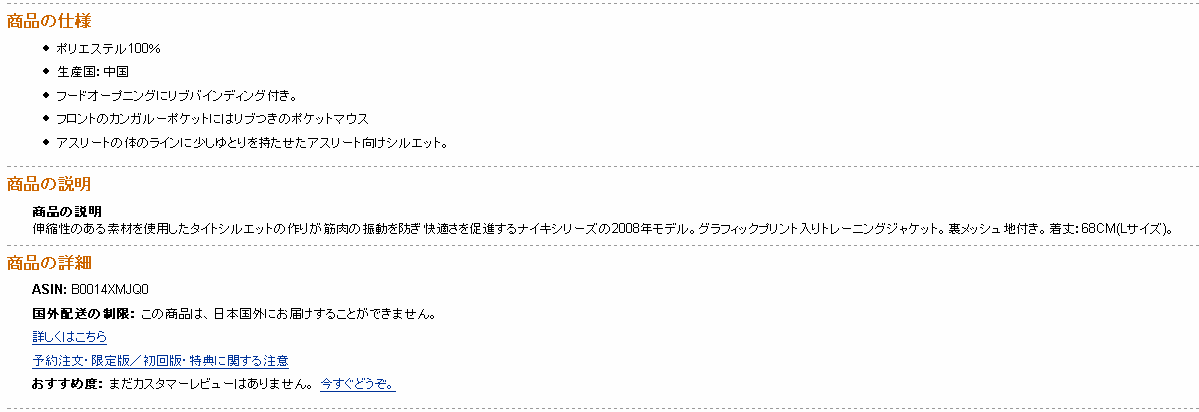 商品の仕様
ポリエステル100%
生産国: 中国
フードオープニングにリブバインディング付き。
フロントのカンガルーポケットにはリブつきのポケットマウス
アスリートの体のラインに少しゆとりを持たせたアスリート向けシルエット。
商品の説明
商品の説明
伸縮性のある素材を使用したタイトシルエットの作りが筋肉の振動を防ぎ快適さを促進するナイキシリーズの2008年モデル。グラフィックプリント入りトレーニングジャケット。裏メッシュ地付き。着丈:68CM(Lサイズ)。
商品の詳細
ASIN: B0014XMJQ0
国外配送の制限: この商品は、日本国外にお届けすることができません。
詳しくはこちら
予約注文・限定版/初回版・特典に関する注意
おすすめ度: まだカスタマーレビューはありません。 今すぐどうぞ。